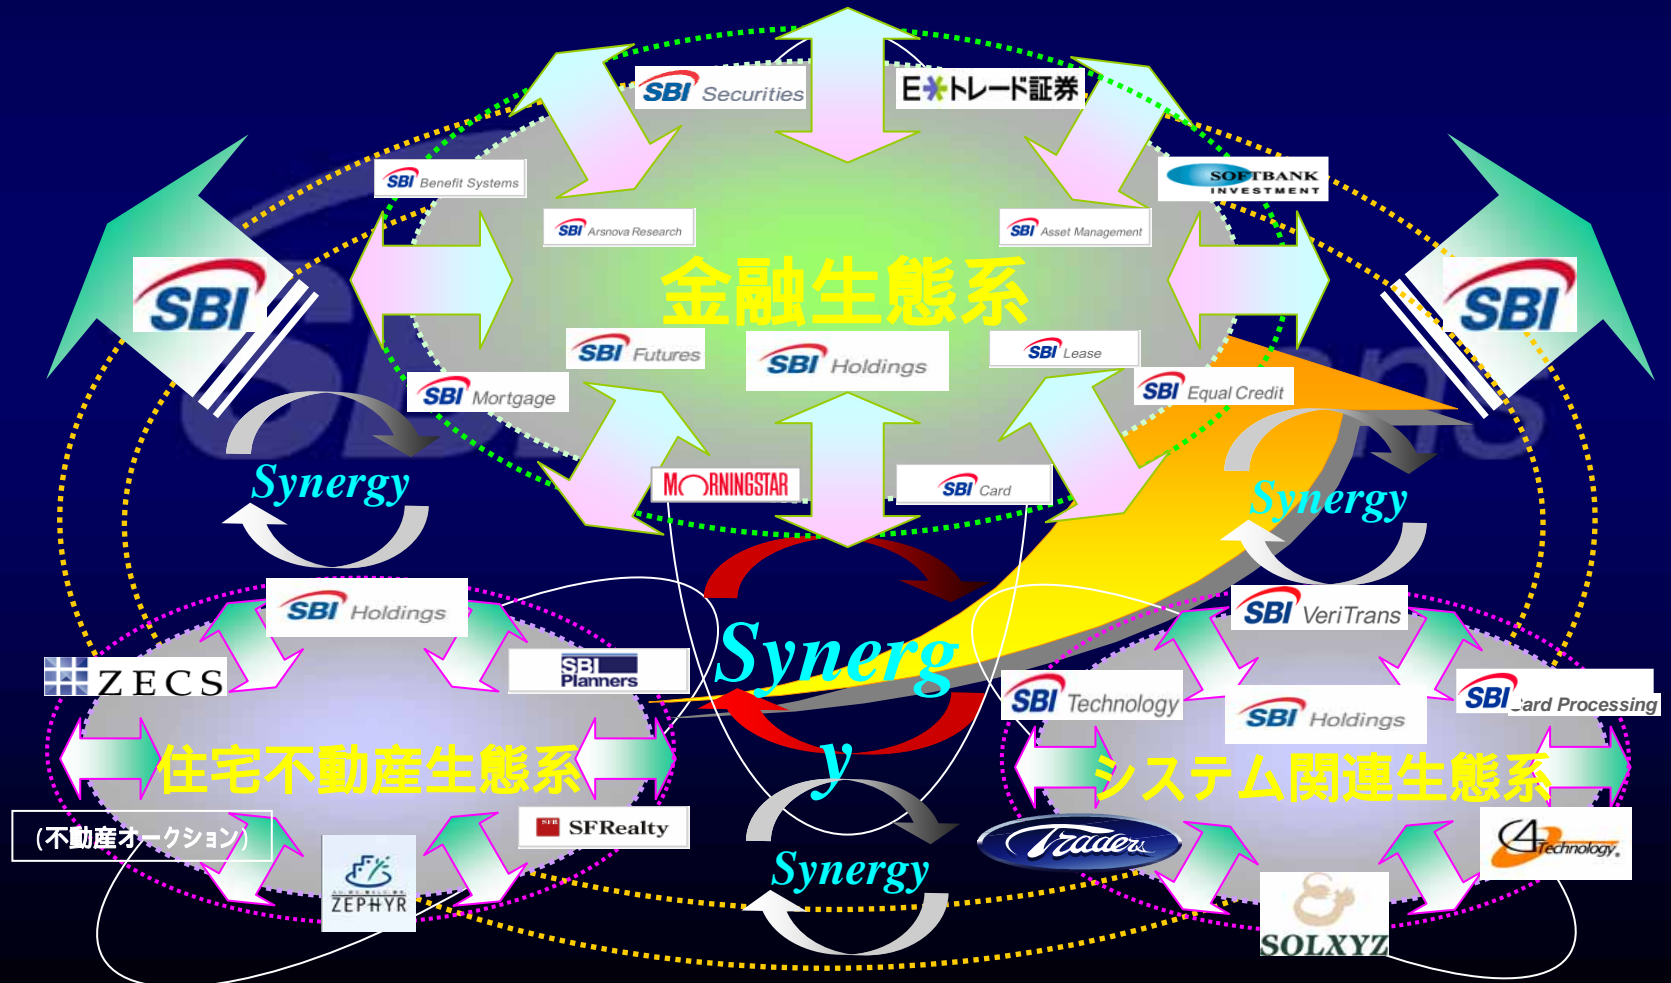 SBI Securities
E*トレード証券
SBI Benefit Systems
SOFTBANK
INVESTMENT
SBI Arsnova Research
SBI Asset Management
金融生態系
SBI
SBI
SBI Futures
SBI Holdings
SBI Lease
SBI Mortgage
SBI Equal Credit
Synergy
MORNINGSTAR
SBI Card
Synergy
SBI Holdings
SBI VeriTrans
ZECS
SBI
Planners
Synerg
y
SBI Technology
SBI Holdings
SBI Card Processing
住宅不動産生態系
システム関連生態系
(不動産オークション)
SFR SFRealty
Traders
A Technology
ZEPHYR
Synergy
SOLXYZ